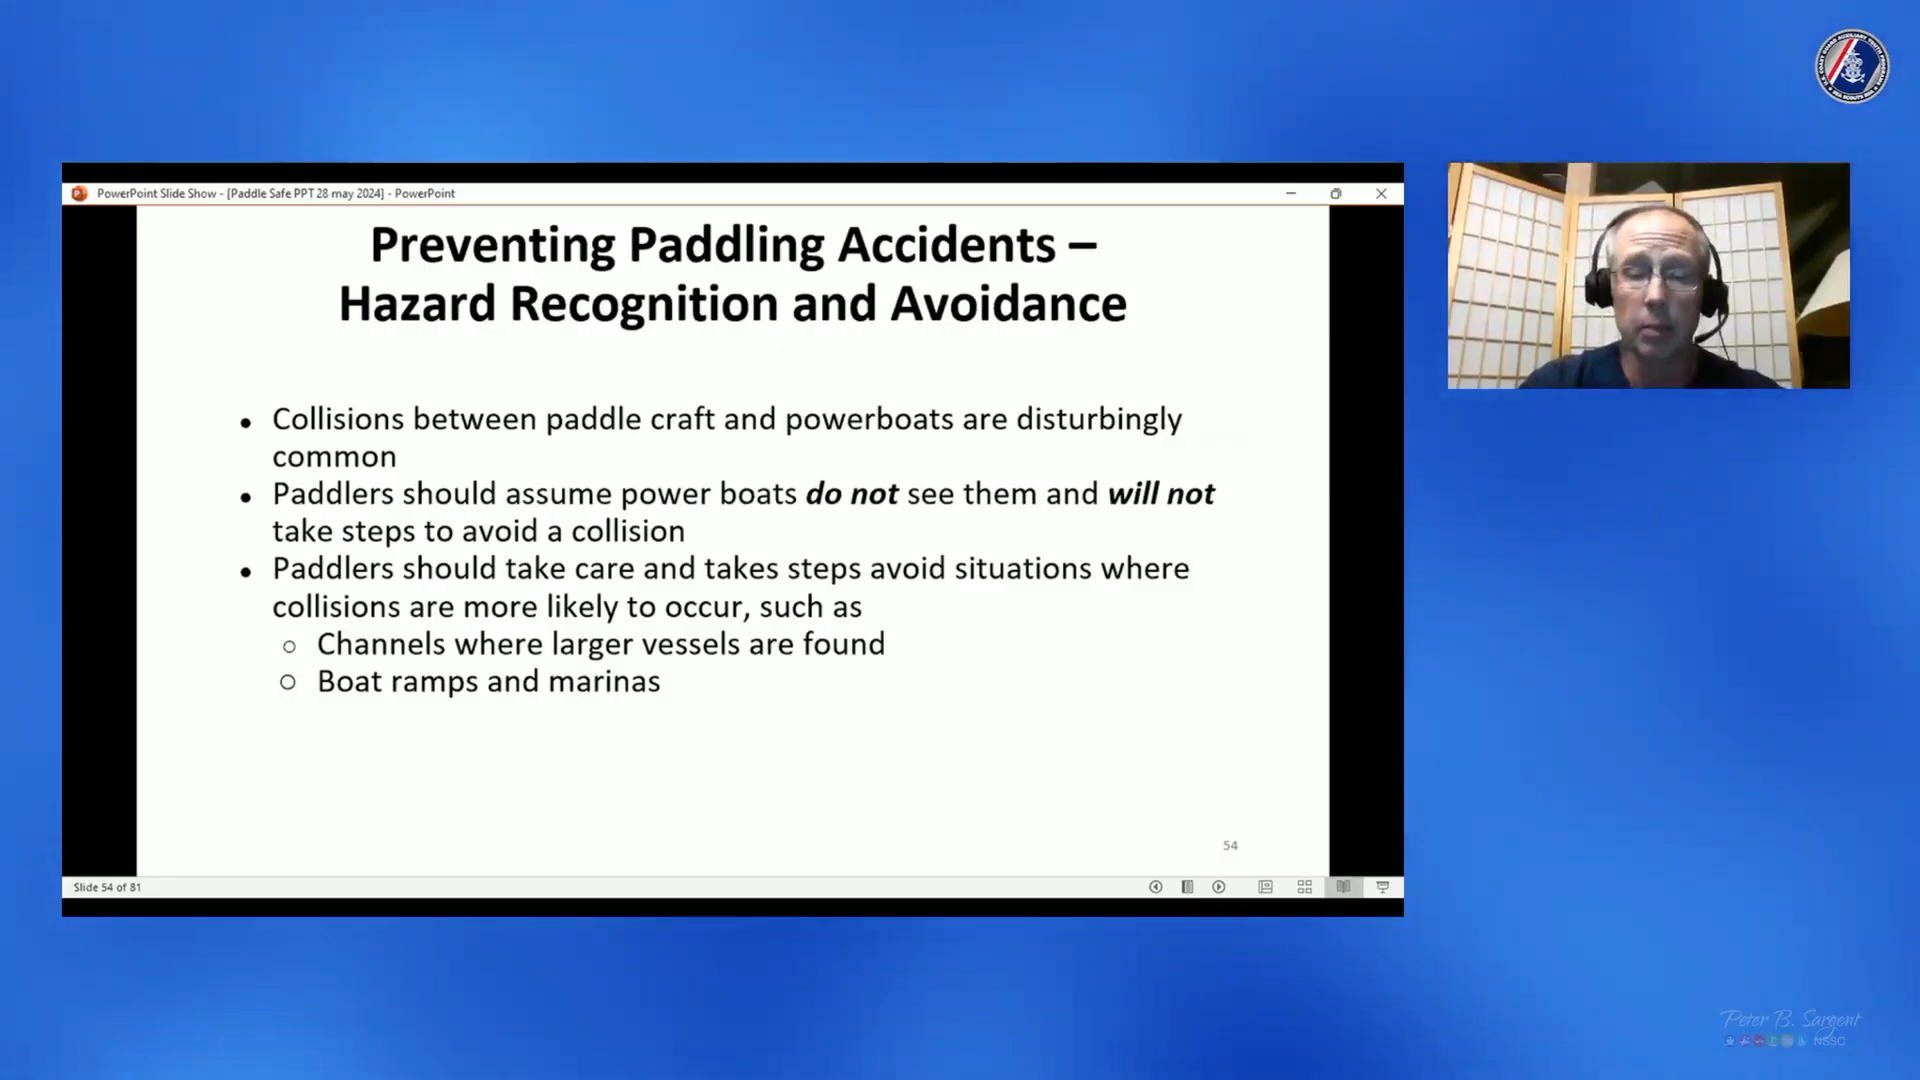 PowerPoint Slide Show - [Paddle Safe PPT 28 may 2024] - PowerPoint
Preventing Paddling Accidents –
Hazard Recognition and Avoidance
• Collisions between paddle craft and powerboats are disturbingly
common
• Paddlers should assume power boats do not see them and will not
take steps to avoid a collision
• Paddlers should take care and takes steps avoid situations where
collisions are more likely to occur, such as
○ Channels where larger vessels are found
○ Boat ramps and marinas
54
Slide 54 of 81
Peter B. Sargent
NSSC